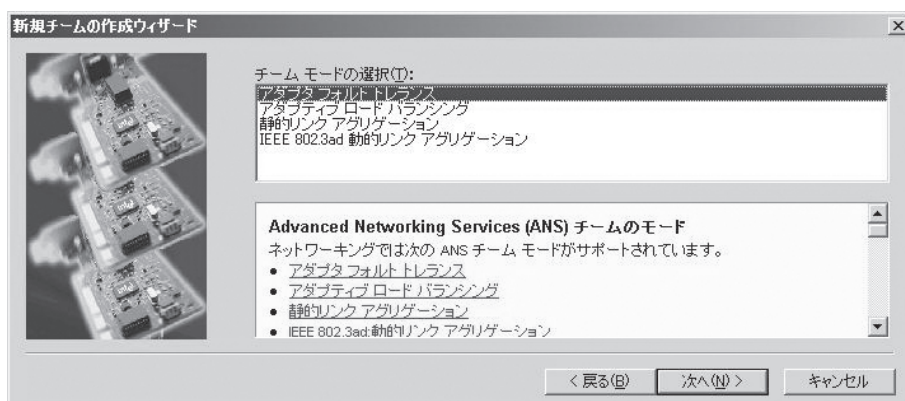 新規チームの作成ウィザード
チーム モードの選択(T):
アダプタ フォルト トレランス
アダプティブ ロード バランシング
静的リンク アグリゲーション
IEEE 802.3ad 動的リンク アグリゲーション
Advanced Networking Services (ANS) チームのモード
ネットワーキングでは次の ANS チーム モードがサポートされています。
● アダプタ フォルト トレランス
● アダプティブ ロード バランシング
● 静的リンク アグリゲーション
● IEEE 802.3ad:動的リンク アグリゲーション
< 戻る(B)
次へ(N) >
キャンセル